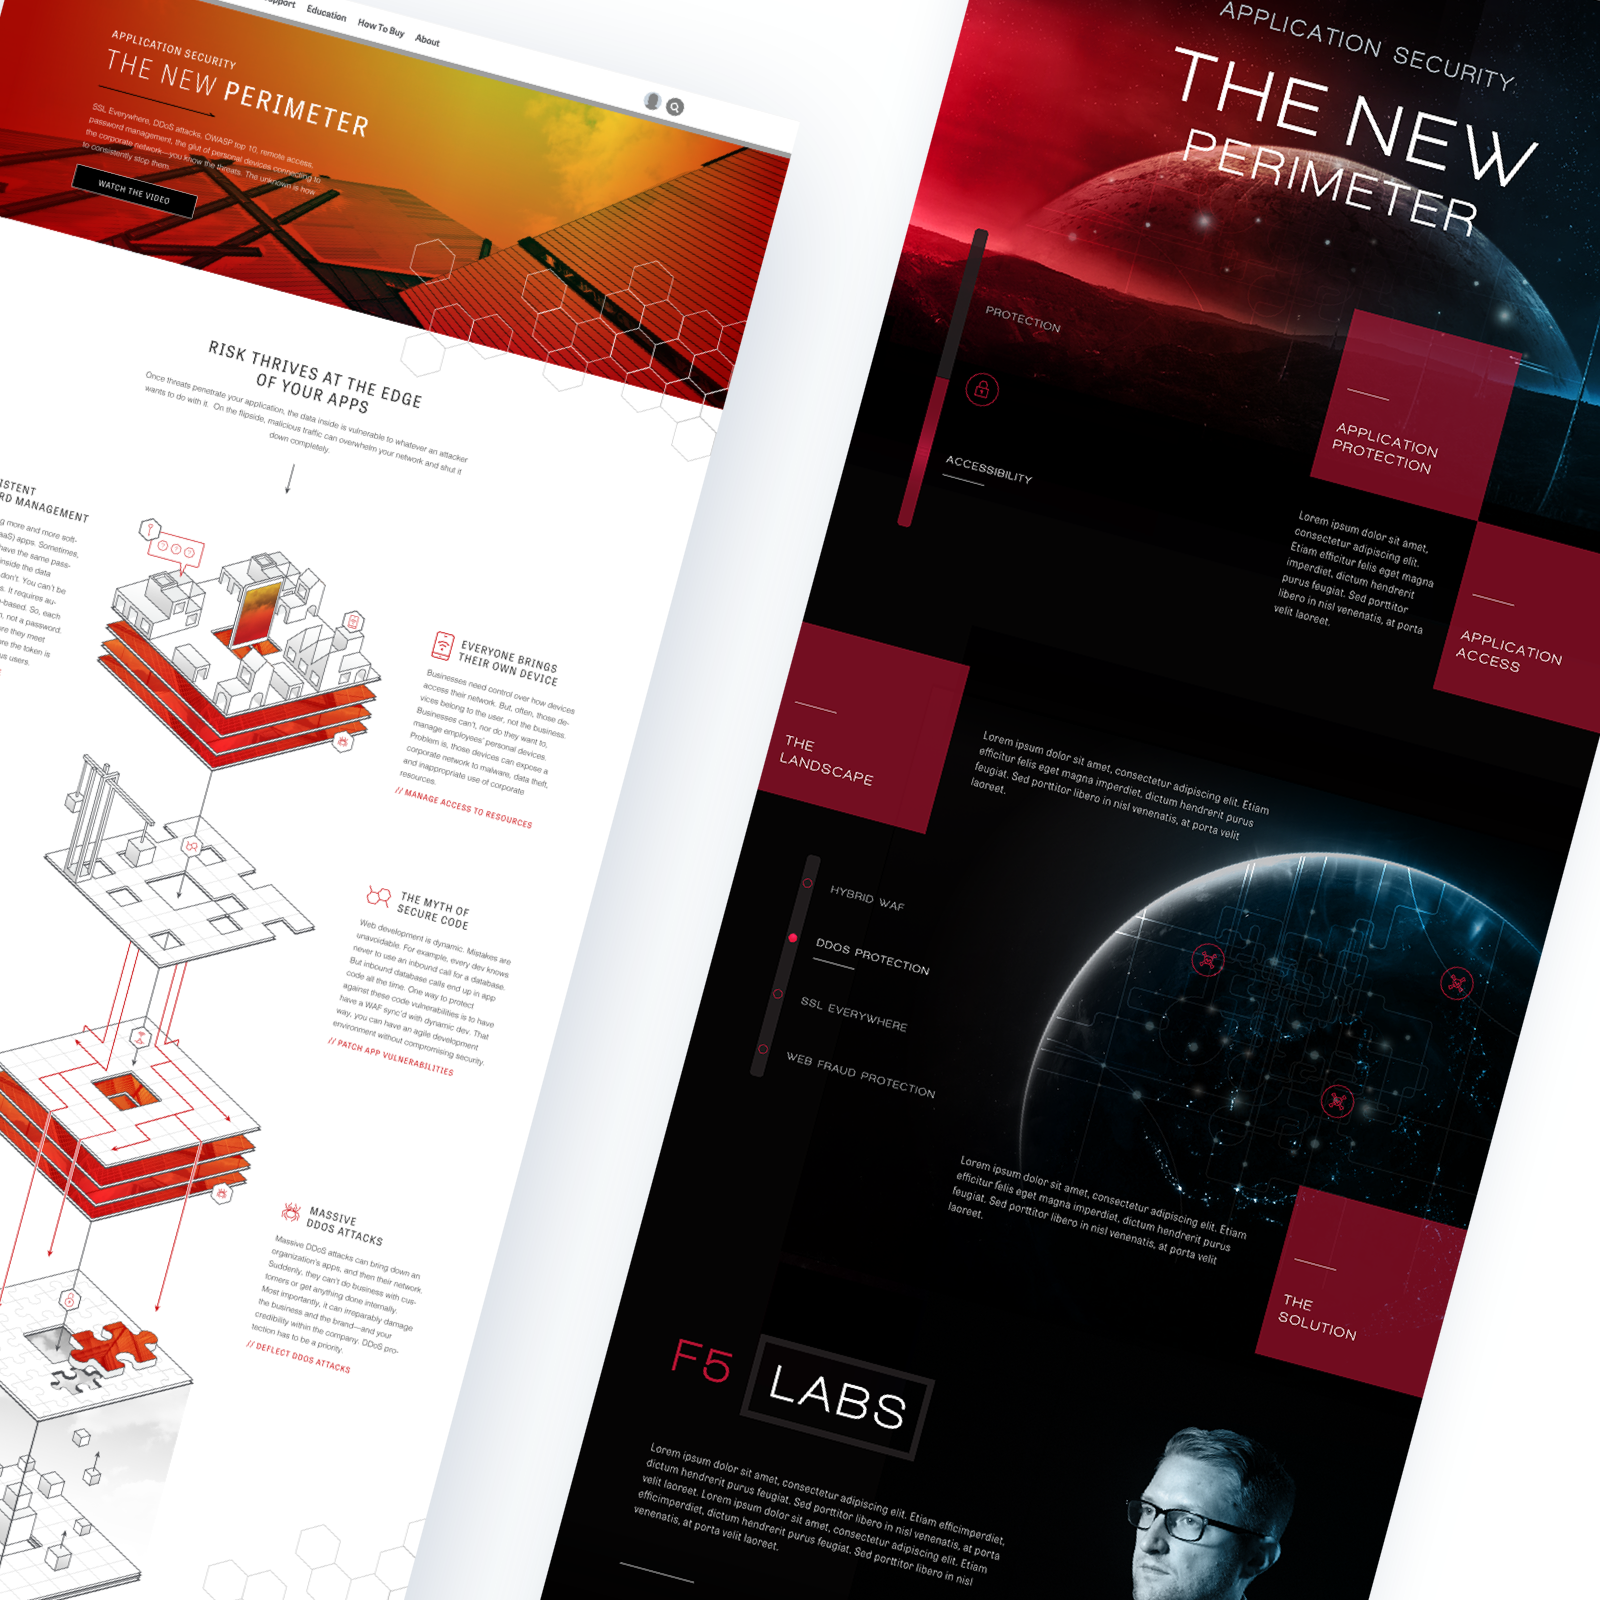 Support Education How To Buy About
APPLICATION SECURITY
THE NEW PERIMETER
SSL Everywhere, DDoS attacks, OWASP top 10, remote access,
password management, the glut of personal devices connecting to
the corporate network—you know the threats. The unknown is how
to consistently stop them.
WATCH THE VIDEO
RISK THRIVES AT THE EDGE
OF YOUR APPS
Once threats penetrate your application, the data inside is vulnerable to whatever an attacker
wants to do with it. On the flipside, malicious traffic can overwhelm your network and shut it
down completely.
ISTENT
RD MANAGEMENT
g more and more soft-
aaS) apps. Sometimes,
have the same pass-
inside the data
don't. You can't be
s. It requires au-
-based. So, each
n, not a password.
re they meet
re the token is
us users.
EVERYONE BRINGS
THEIR OWN DEVICE
Businesses need control over how devices
access their network. But, often, those de-
vices belong to the user, not the business.
Businesses can't, nor do they want to,
manage employees' personal devices.
Problem is, those devices can expose a
corporate network to malware, data theft,
and inappropriate use of corporate
resources.
// MANAGE ACCESS TO RESOURCES
THE MYTH OF
SECURE CODE
Web development is dynamic. Mistakes are
unavoidable. For example, every dev knows
never to use an inbound call for a database.
But inbound database calls end up in app
code all the time. One way to protect
against these code vulnerabilities is to have
have a WAF sync'd with dynamic dev. That
way, you can have an agile development
environment without compromising security.
// PATCH APP VULNERABILITIES
MASSIVE
DDOS ATTACKS
Massive DDoS attacks can bring down an
organization's apps, and then their network.
Suddenly, they can't do business with cus-
tomers or get anything done internally.
Most importantly, it can irreparably damage
the business and the brand—and your
credibility within the company. DDoS pro-
tection has to be a priority.
// DEFLECT DDOS ATTACKS
APPLICATION SECURITY
THE NEW
PERIMETER
PROTECTION
ACCESSIBILITY
APPLICATION
PROTECTION
Lorem ipsum dolor sit amet,
consectetur adipiscing elit.
Etiam efficitur felis eget magna
imperdiet, dictum hendrerit
purus feugiat. Sed porttitor
libero in nisl venenatis, at porta
velit laoreet.
APPLICATION
ACCESS
THE
LANDSCAPE
Lorem ipsum dolor sit amet, consectetur adipiscing elit. Etiam
efficitur felis eget magna imperdiet, dictum hendrerit purus
feugiat. Sed porttitor libero in nisl venenatis, at porta velit
laoreet.
HYBRID WAF
DDOS PROTECTION
SSL EVERYWHERE
WEB FRAUD PROTECTION
Lorem ipsum dolor sit amet, consectetur adipiscing elit. Etiam
efficitur felis eget magna imperdiet, dictum hendrerit purus
feugiat. Sed porttitor libero in nisl venenatis, at porta velit
laoreet.
THE
SOLUTION
F5 LABS
Lorem ipsum dolor sit amet, consectetur adipiscing elit. Etiam efficimperdiet,
dictum hendrerit purus feugiat. Sed porttitor libero in nisl venenatis, at porta
velit laoreet. Lorem ipsum dolor sit amet, consectetur adipiscing elit. Etiam
efficimperdiet, dictum hendrerit purus feugiat. Sed porttitor libero in nisl
venenatis, at porta velit laoreet.